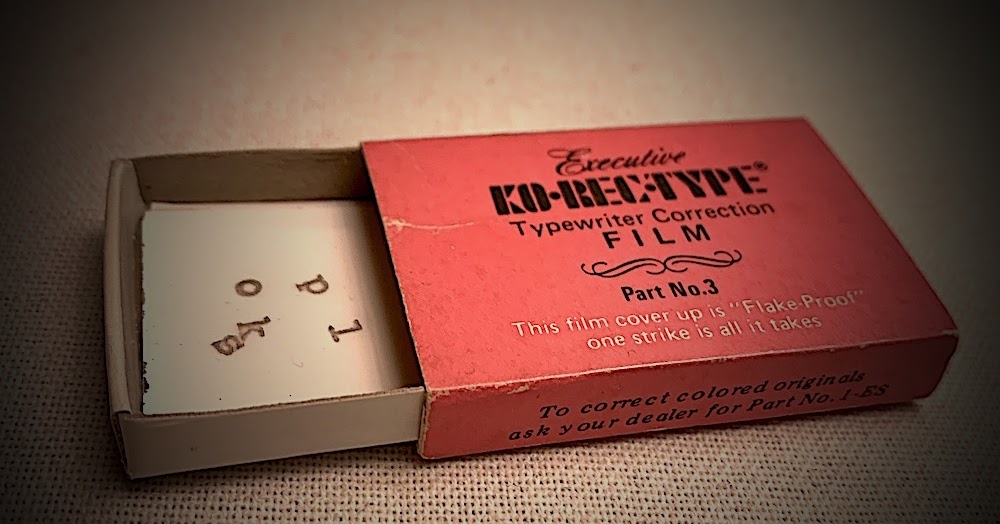 Executive
KO·REC·TYPE®
Typewriter Correction
FILM
Part No.3
This film cover up is "Flake-Proof"
one strike is all it takes
To correct colored originals
ask your dealer for Part No. 1-ES
o p
ks l